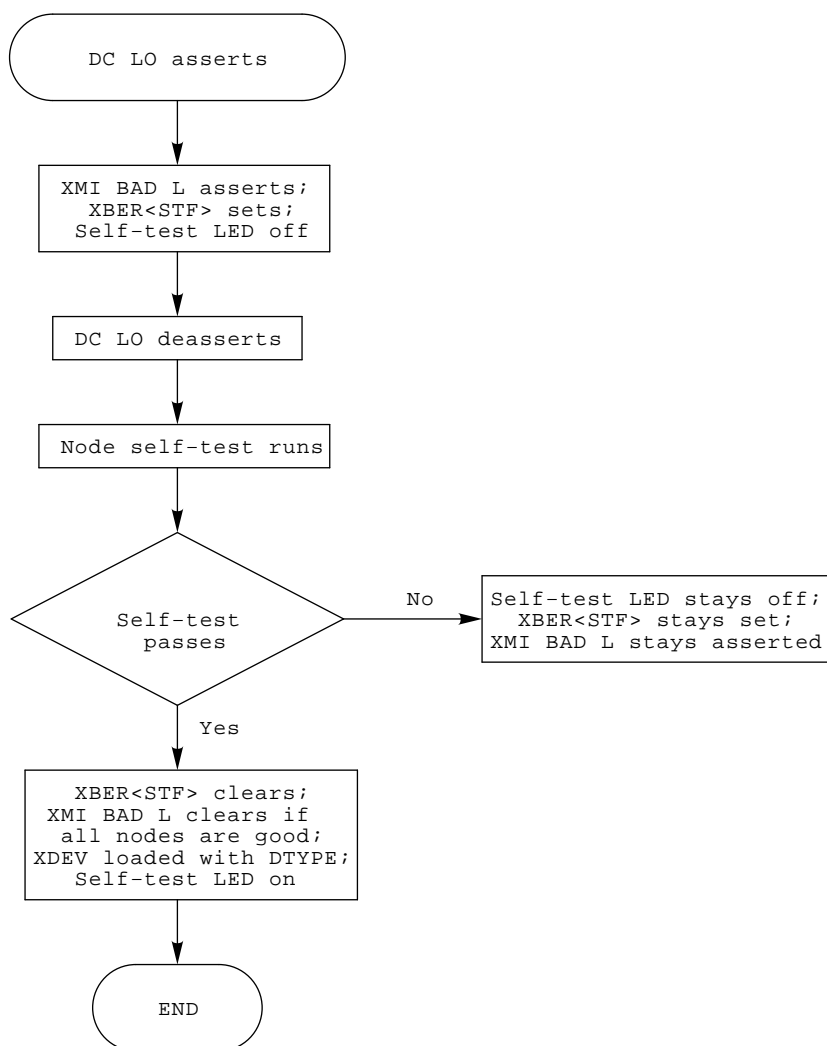 DC LO asserts
XMI BAD L asserts;
XBER<STF> sets;
Self-test LED off
DC LO deasserts
Node self-test runs
Self-test
passes
No
Self-test LED stays off;
XBER<STF> stays set;
XMI BAD L stays asserted
Yes
XBER<STF> clears;
XMI BAD L clears if
all nodes are good;
XDEV loaded with DTYPE;
Self-test LED on
END